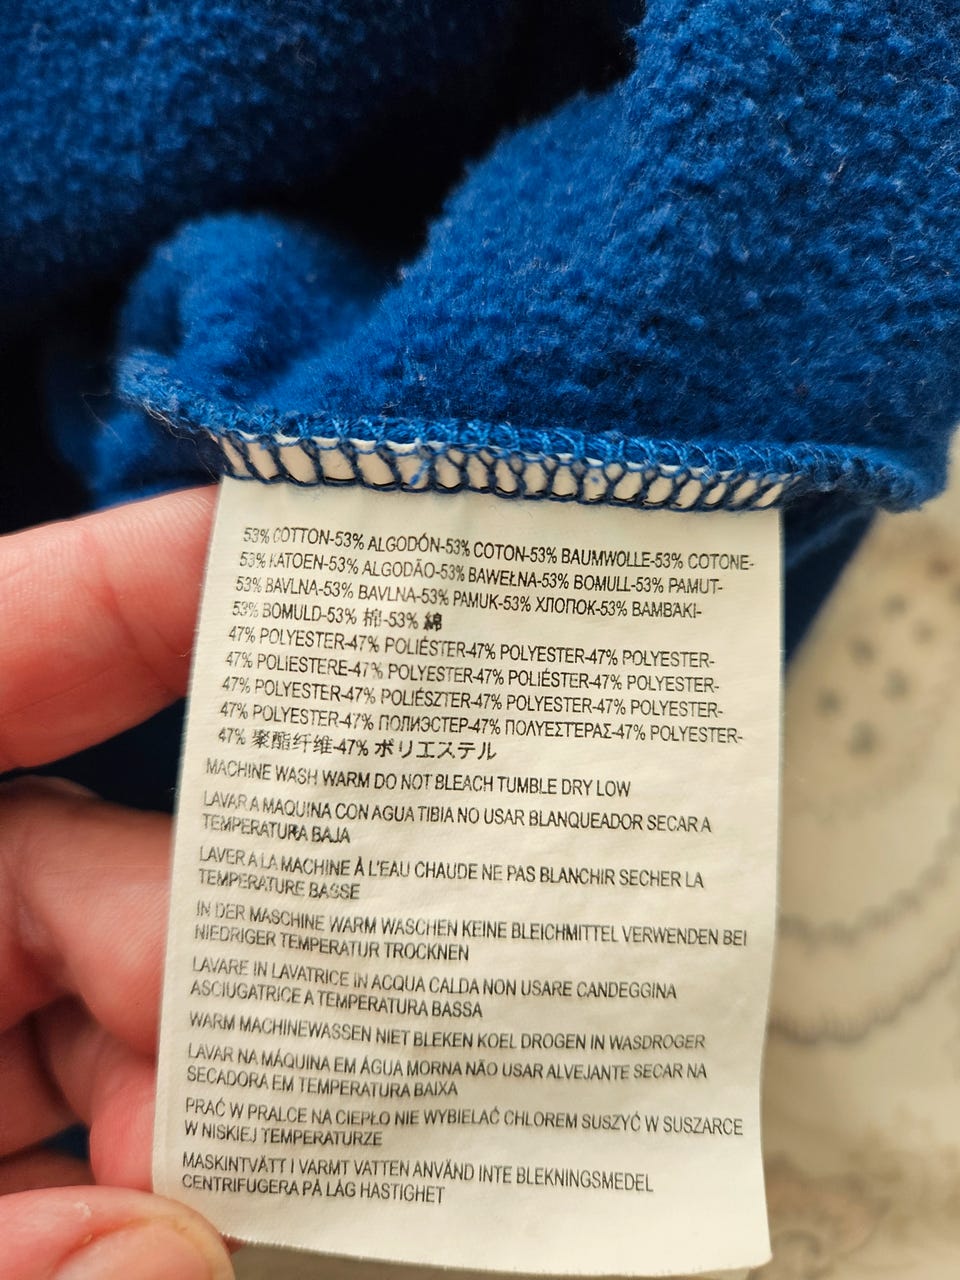 53% COTTON-53% ALGODÓN-53% COTON-53% BAUMWOLLE-53% COTONE-
53% KATOEN-53% ALGODÃO-53% BAWEŁNA-53% BOMULL-53% PAMUT-
53% BAVLNA-53% BAVLNA-53% PAMUK-53% ХЛОПОК-53% ΒΑΜΒΑΚΙ-
53% BOMULD-53% 棉-53% 綿
47% POLYESTER-47% POLIÉSTER-47% POLYESTER-47% POLYESTER-
47% POLIESTERE-47% POLYESTER-47% POLIÉSTER-47% POLYESTER-
47% POLYESTER-47% POLIÉSZTER-47% POLYESTER-47% POLYESTER-
47% POLYESTER-47% ПОЛИЭСТЕР-47% ΠΟΛΥΕΣΤΕΡΑΣ-47% POLYESTER-
47% 聚酯纤维-47% ポリエステル
MACHINE WASH WARM DO NOT BLEACH TUMBLE DRY LOW
LAVAR A MAQUINA CON AGUA TIBIA NO USAR BLANQUEADOR SECAR A
TEMPERATURA BAJA
LAVER A LA MACHINE À L'EAU CHAUDE NE PAS BLANCHIR SECHER LA
TEMPERATURE BASSE
IN DER MASCHINE WARM WASCHEN KEINE BLEICHMITTEL VERWENDEN BEI
NIEDRIGER TEMPERATUR TROCKNEN
LAVARE IN LAVATRICE IN ACQUA CALDA NON USARE CANDEGGINA
ASCIUGATRICE A TEMPERATURA BASSA
WARM MACHINEWASSEN NIET BLEKEN KOEL DROGEN IN WASDROGER
LAVAR NA MÁQUINA EM ÁGUA MORNA NÃO USAR ALVEJANTE SECAR NA
SECADORA EM TEMPERATURA BAIXA
PRAĆ W PRALCE NA CIEPŁO NIE WYBIELAĆ CHLOREM SUSZYĆ W SUSZARCE
W NISKIEJ TEMPERATURZE
MASKINTVÄTT I VARMT VATTEN ANVÄND INTE BLEKNINGSMEDEL
CENTRIFUGERA PÅ LÅG HASTIGHET